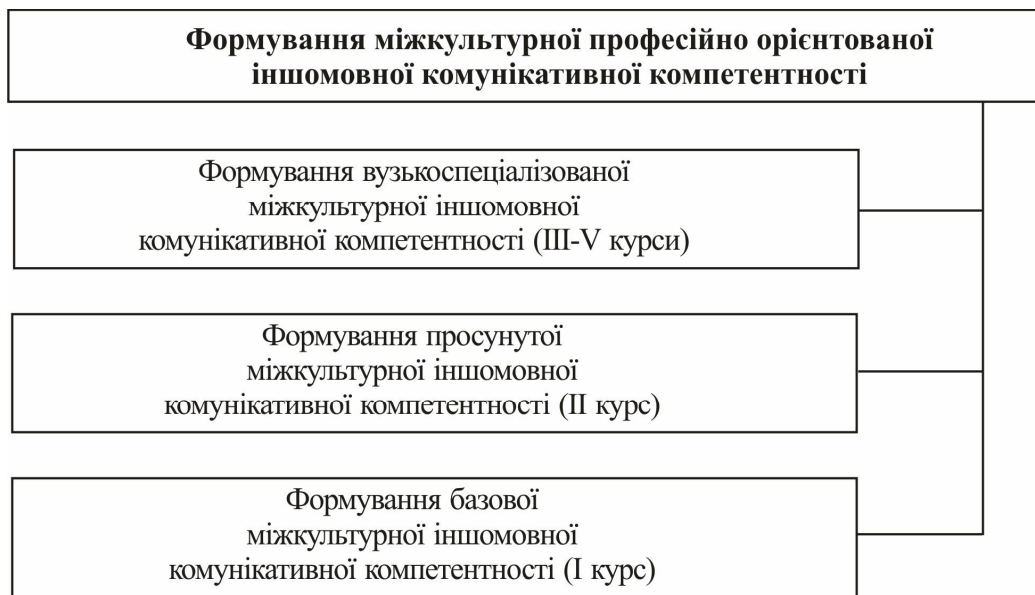 Формування міжкультурної професійно орієнтованої
іншомовної комунікативної компетентності
Формування вузькоспеціалізованої
міжкультурної іншомовної
комунікативної компетентності (III-V курси)
Формування просунутої
міжкультурної іншомовної
комунікативної компетентності (II курс)
Формування базової
міжкультурної іншомовної
комунікативної компетентності (I курс)